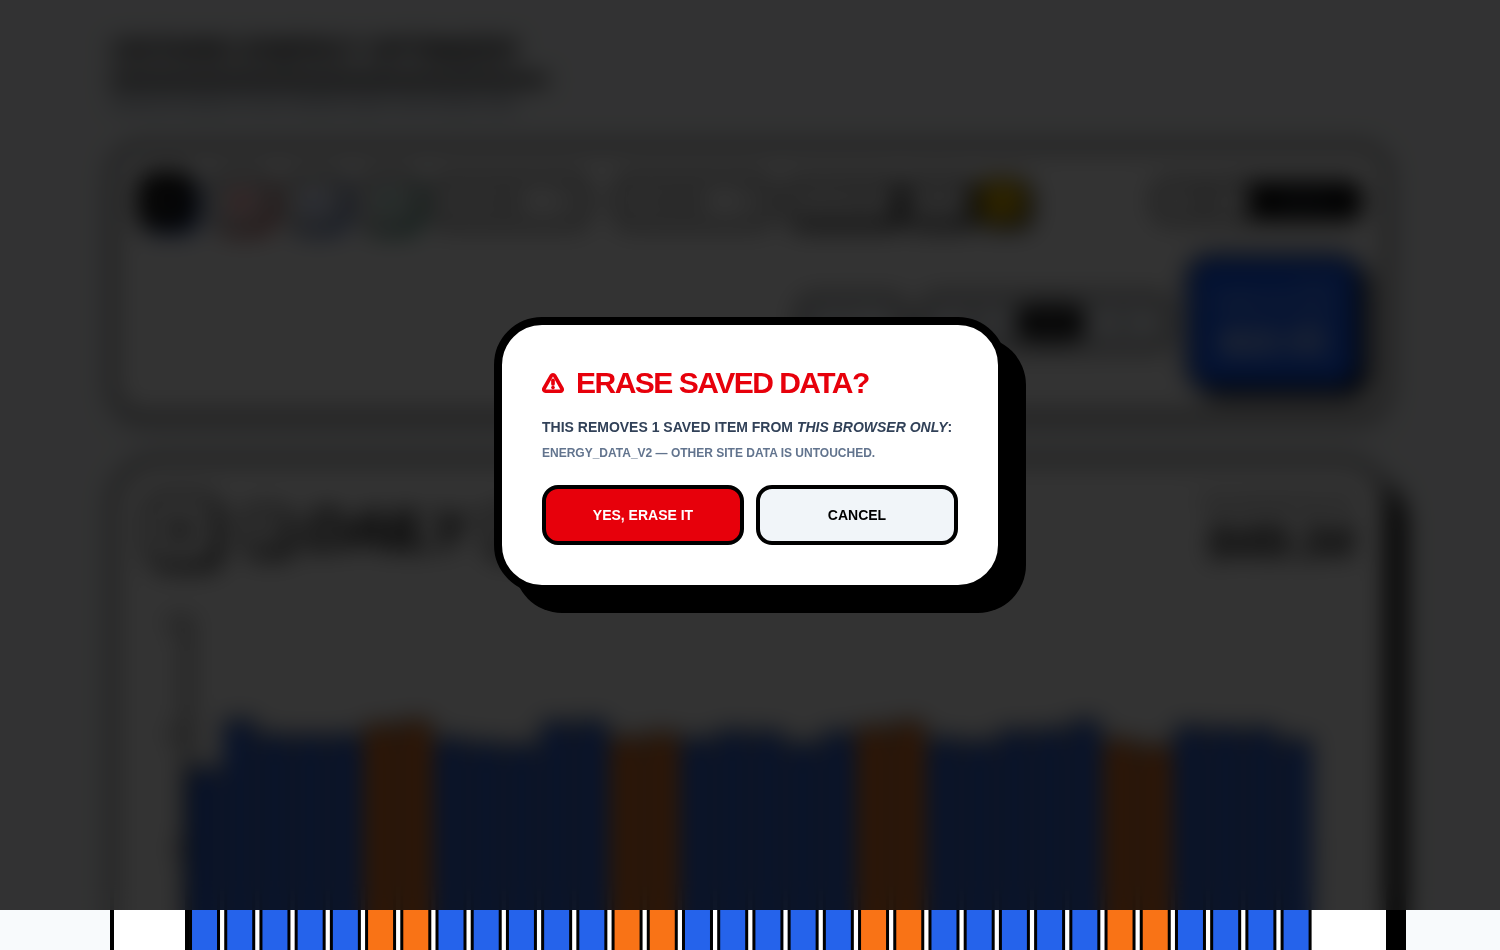 ERASE SAVED DATA?
THIS REMOVES 1 SAVED ITEM FROM THIS BROWSER ONLY:
ENERGY_DATA_V2 — OTHER SITE DATA IS UNTOUCHED.
YES, ERASE IT
CANCEL